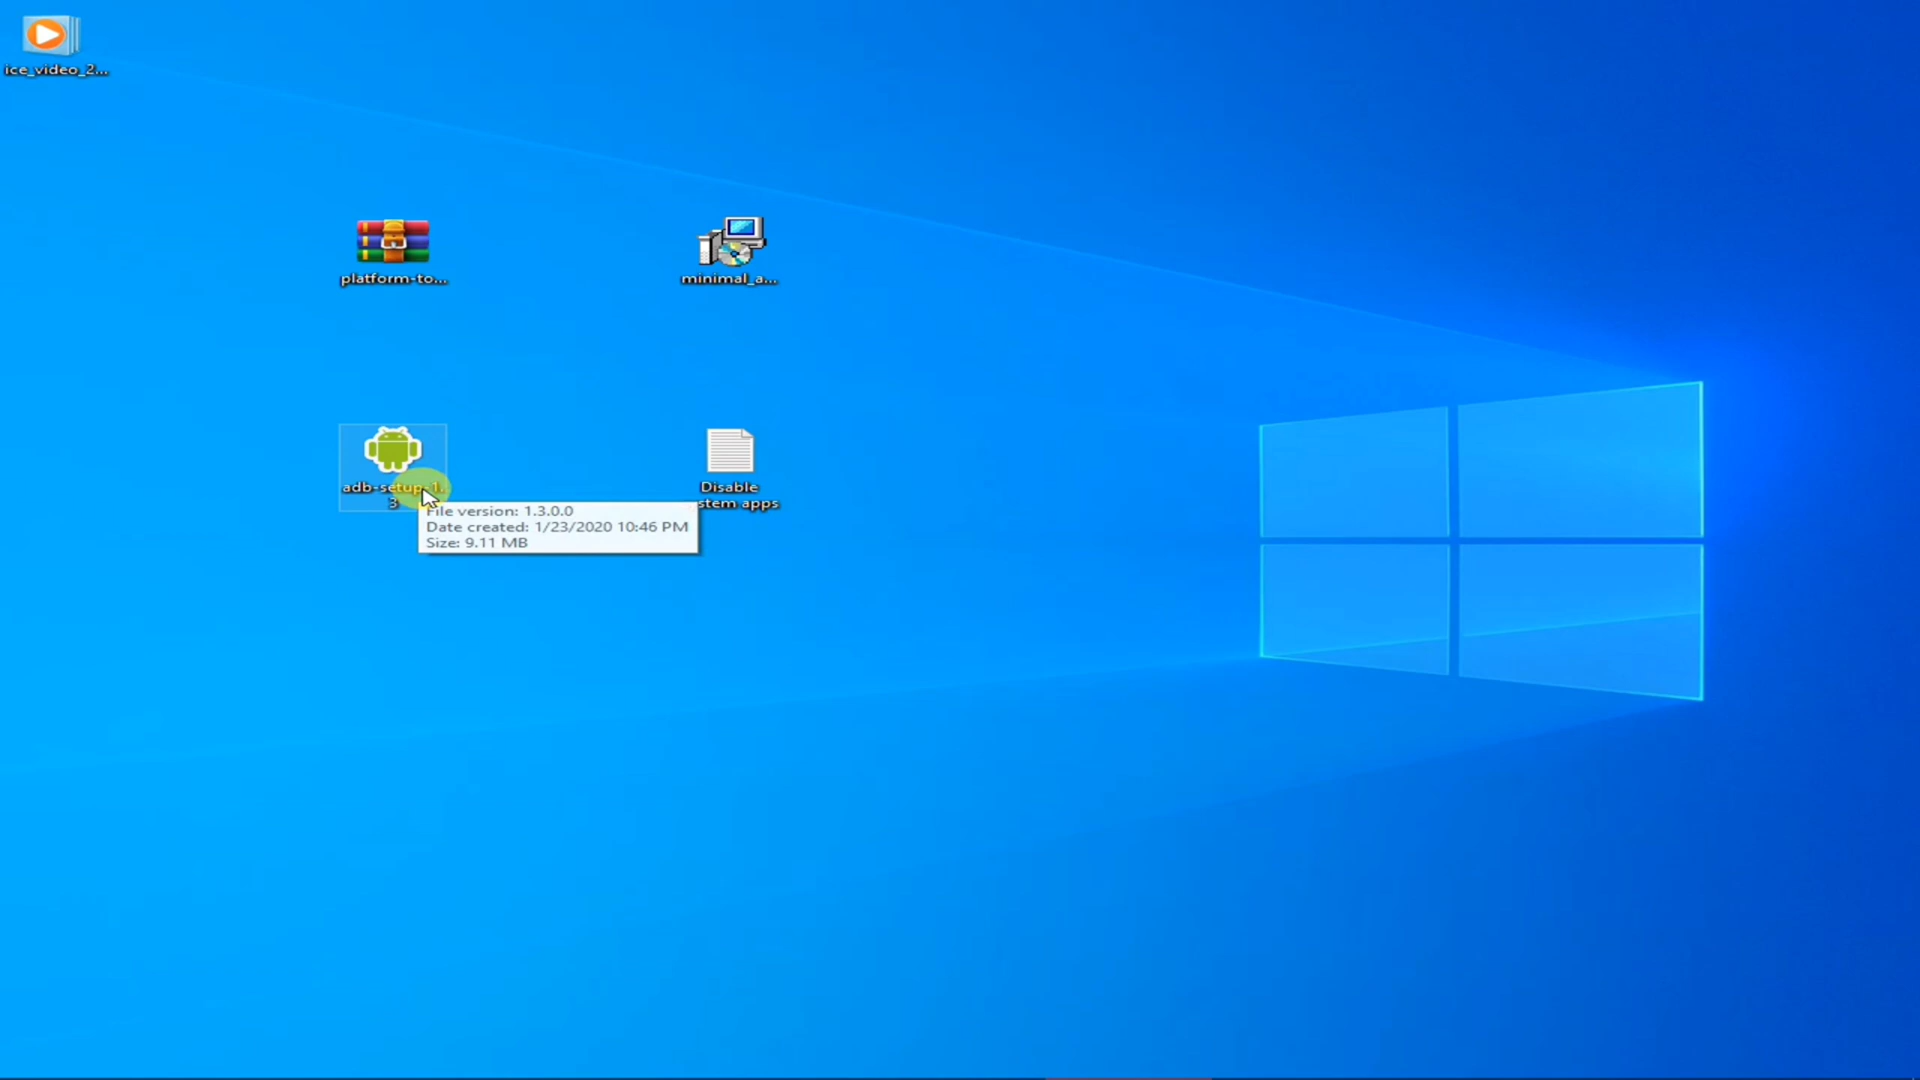 ice_video_2...
platform-to...
minimal_a...
adb-setup-1.
3
Disable
stem apps
File version: 1.3.0.0
Date created: 1/23/2020 10:46 PM
Size: 9.11 MB